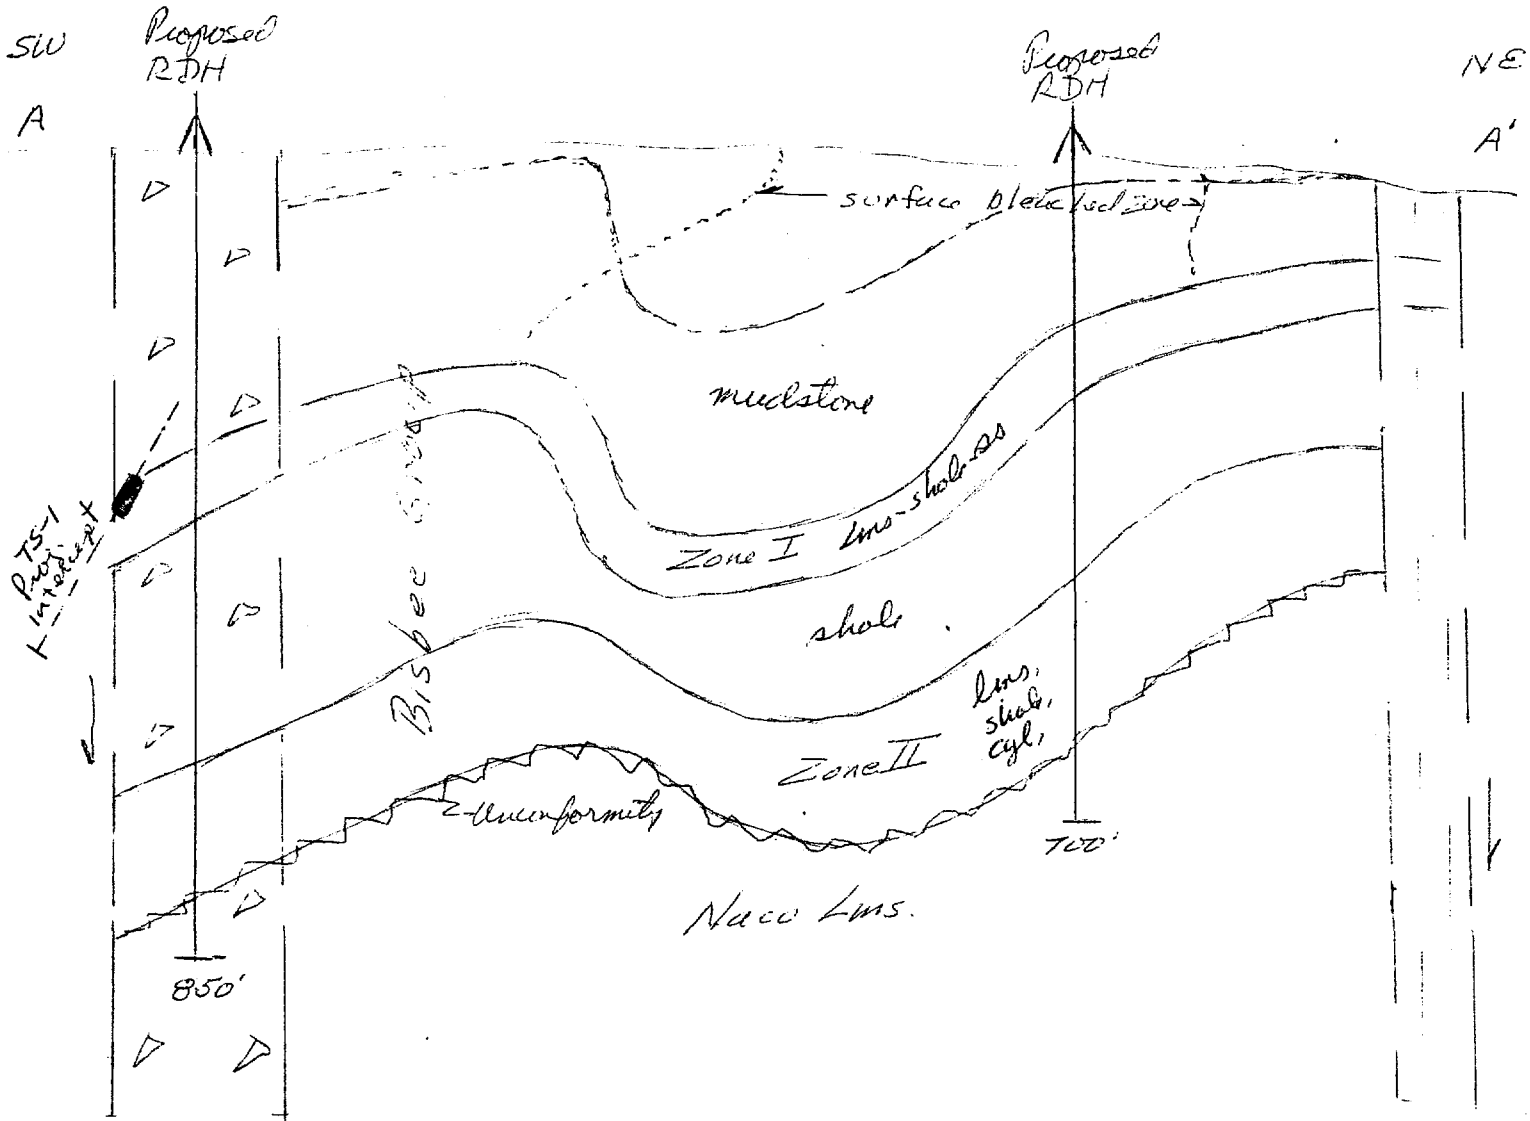 SW
A
Proposed
RDH
Proposed
RDH
NE
A'
surface bleached zone
mudstone
Bisbee Group
TS-1
Proj.
Intercept
Zone I Lms-shale-ss
shale
lms,
shale,
cgl,
Zone II
Unconformity
700'
Naco Lms.
850'